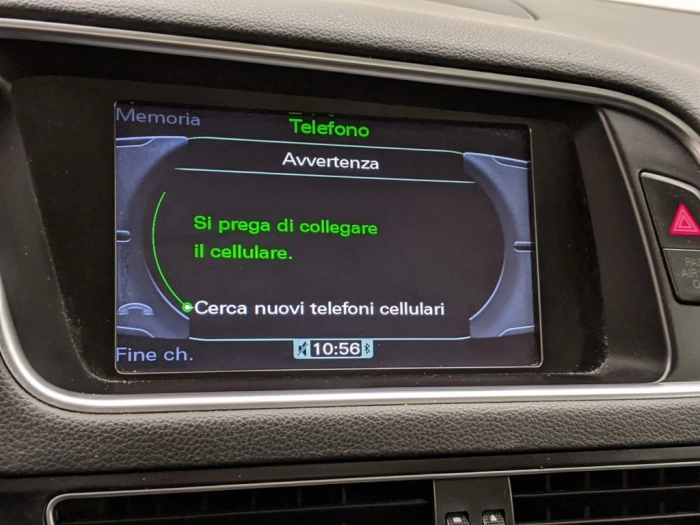 Memoria
Telefono
Avvertenza
Si prega di collegare
il cellulare.
Cerca nuovi telefoni cellulari
Fine ch.
10:56